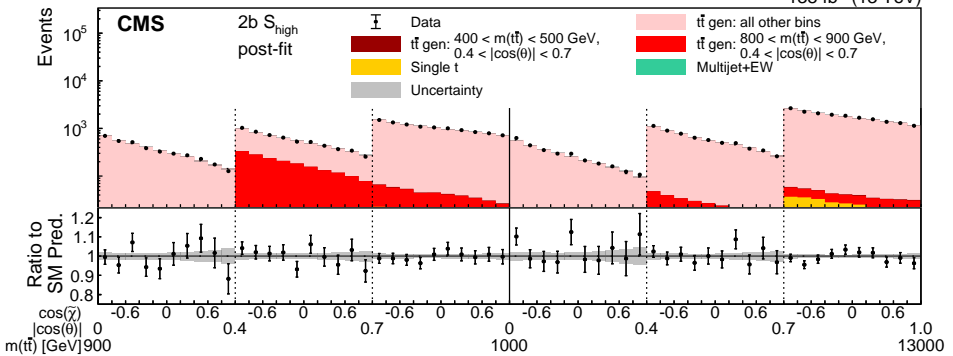 CMS
2b S_high
post-fit
Data
tt̄ gen: 400 < m(tt̄) < 500 GeV,
0.4 < |cos(θ)| < 0.7
Single t
Uncertainty
tt̄ gen: all other bins
tt̄ gen: 800 < m(tt̄) < 900 GeV,
0.4 < |cos(θ)| < 0.7
Multijet+EW
Events
10^5
10^4
10^3
Ratio to
SM Pred.
1.2
1.1
1
0.9
0.8
cos(χ̃) -0.6 0 0.6 -0.6 0 0.6 -0.6 0 0.6 -0.6 0 0.6 -0.6 0 0.6 -0.6 0 0.6
|cos(θ)| 0 0.4 0.7 0 0.4 0.7 1.0
m(tt̄) [GeV] 900 1000 13000